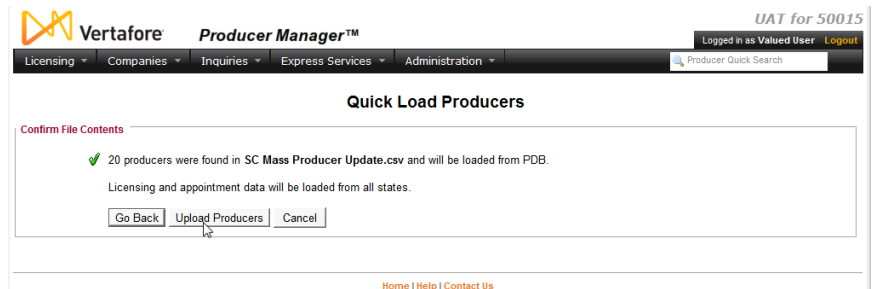 UAT for 50015
Vertafore Producer Manager™
Logged in as Valued User Logout
Licensing Companies Inquiries Express Services Administration Producer Quick Search
Quick Load Producers
Confirm File Contents
20 producers were found in SC Mass Producer Update.csv and will be loaded from PDB.
Licensing and appointment data will be loaded from all states.
Go Back Upload Producers Cancel
Home | Help | Contact Us